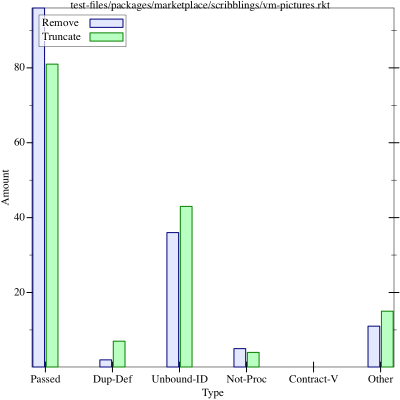 test-files/packages/marketplace/scribblings/vm-pictures.rkt
Remove
Truncate
80
60
40
20
Amount
Passed Dup-Def Unbound-ID Not-Proc Contract-V Other
Type